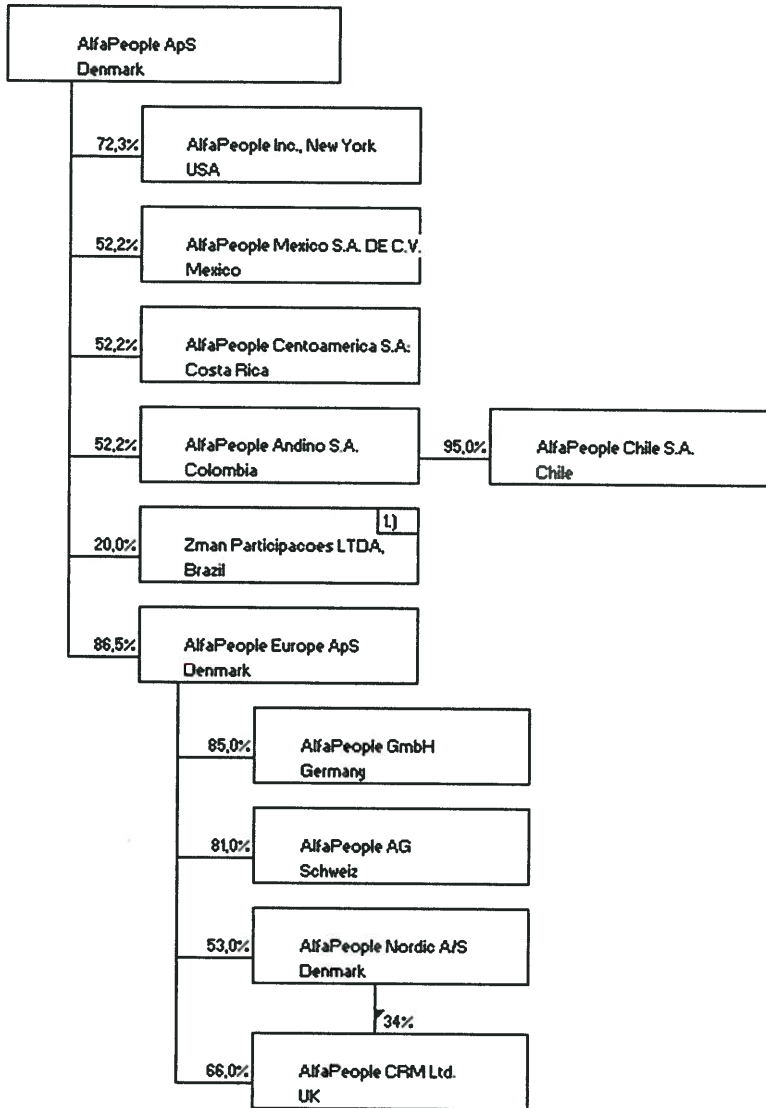 AlfaPeople ApS
Denmark
72,3%
AlfaPeople Inc., New York
USA
52,2%
AlfaPeople Mexico S.A. DE C.V.
Mexico
52,2%
AlfaPeople Centoamerica S.A:
Costa Rica
52,2%
AlfaPeople Andino S.A.
Colombia
95,0%
AlfaPeople Chile S.A.
Chile
1.)
20,0%
Zman Participacoes LTDA,
Brazil
86,5%
AlfaPeople Europe ApS
Denmark
85,0%
AlfaPeople GmbH
Germany
81,0%
AlfaPeople AG
Schweiz
53,0%
AlfaPeople Nordic A/S
Denmark
34%
66,0%
AlfaPeople CRM Ltd.
UK